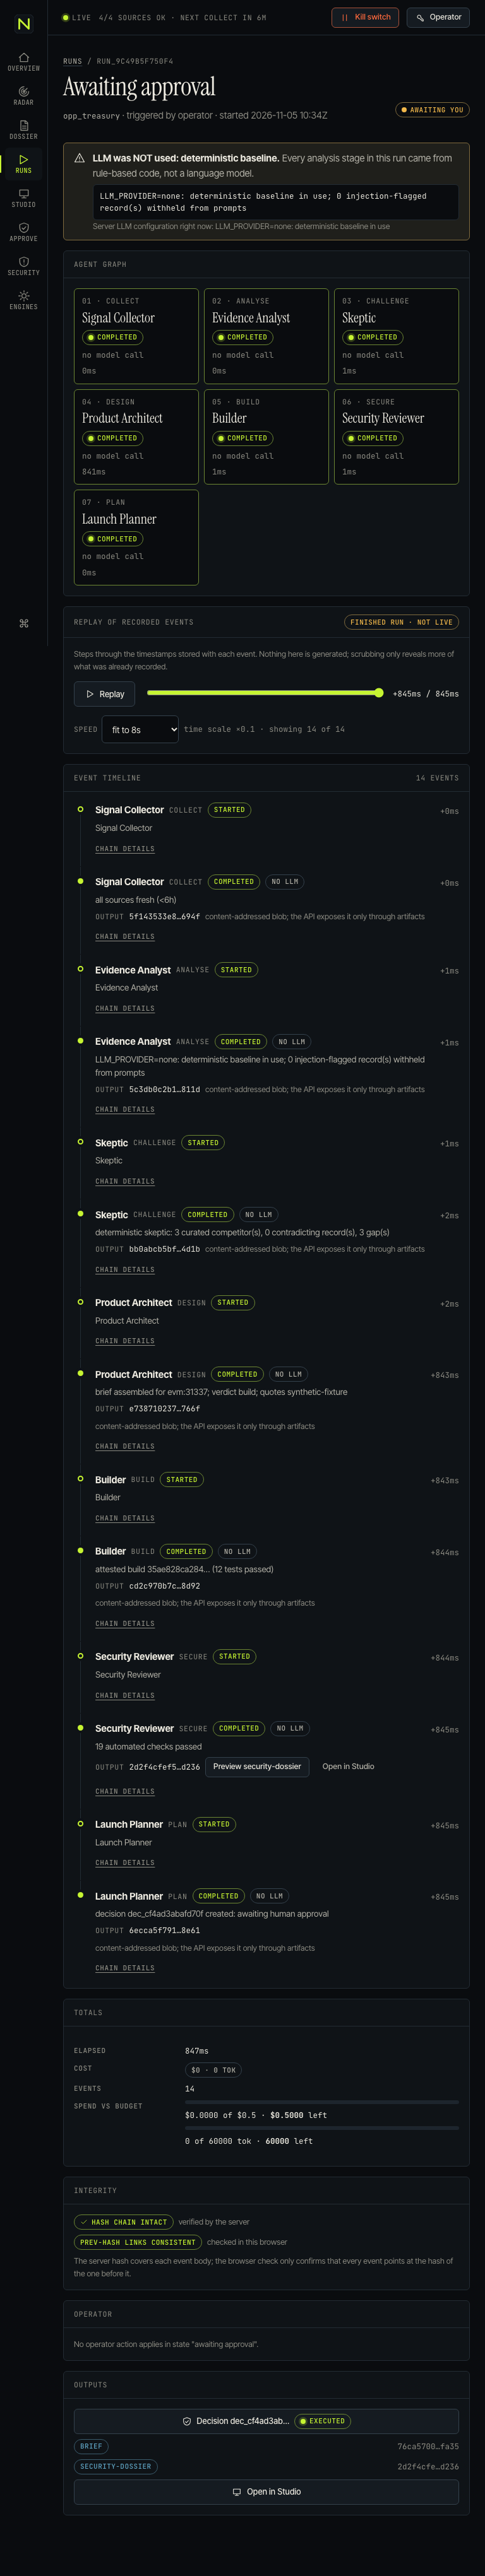 LIVE 4/4 SOURCES OK · NEXT COLLECT IN 6M
Kill switch
Operator
OVERVIEW
RADAR
DOSSIER
RUNS
STUDIO
APPROVE
SECURITY
ENGINES
RUNS / RUN_9C49B5F750F4
Awaiting approval
opp_treasury · triggered by operator · started 2026-11-05 10:34Z
AWAITING YOU
LLM was NOT used: deterministic baseline. Every analysis stage in this run came from
rule-based code, not a language model.
LLM_PROVIDER=none: deterministic baseline in use; 0 injection-flagged
record(s) withheld from prompts
Server LLM configuration right now: LLM_PROVIDER=none: deterministic baseline in use
AGENT GRAPH
01 · COLLECT
Signal Collector
COMPLETED
no model call
0ms
02 · ANALYSE
Evidence Analyst
COMPLETED
no model call
0ms
03 · CHALLENGE
Skeptic
COMPLETED
no model call
1ms
04 · DESIGN
Product Architect
COMPLETED
no model call
841ms
05 · BUILD
Builder
COMPLETED
no model call
1ms
06 · SECURE
Security Reviewer
COMPLETED
no model call
1ms
07 · PLAN
Launch Planner
COMPLETED
no model call
0ms
REPLAY OF RECORDED EVENTS
FINISHED RUN · NOT LIVE
Steps through the timestamps stored with each event. Nothing here is generated; scrubbing only reveals more of
what was already recorded.
Replay
+845ms / 845ms
SPEED
fit to 8s
time scale ×0.1 · showing 14 of 14
EVENT TIMELINE
14 EVENTS
Signal Collector COLLECT STARTED +0ms
Signal Collector
CHAIN DETAILS
Signal Collector COLLECT COMPLETED NO LLM +0ms
all sources fresh (<6h)
OUTPUT 5f143533e8…694f content-addressed blob; the API exposes it only through artifacts
CHAIN DETAILS
Evidence Analyst ANALYSE STARTED +1ms
Evidence Analyst
CHAIN DETAILS
Evidence Analyst ANALYSE COMPLETED NO LLM +1ms
LLM_PROVIDER=none: deterministic baseline in use; 0 injection-flagged record(s) withheld
from prompts
OUTPUT 5c3db0c2b1…811d content-addressed blob; the API exposes it only through artifacts
CHAIN DETAILS
Skeptic CHALLENGE STARTED +1ms
Skeptic
CHAIN DETAILS
Skeptic CHALLENGE COMPLETED NO LLM +2ms
deterministic skeptic: 3 curated competitor(s), 0 contradicting record(s), 3 gap(s)
OUTPUT bb0abcb5bf…4d1b content-addressed blob; the API exposes it only through artifacts
CHAIN DETAILS
Product Architect DESIGN STARTED +2ms
Product Architect
CHAIN DETAILS
Product Architect DESIGN COMPLETED NO LLM +843ms
brief assembled for evm:31337; verdict build; quotes synthetic-fixture
OUTPUT e738710237…766f
content-addressed blob; the API exposes it only through artifacts
CHAIN DETAILS
Builder BUILD STARTED +843ms
Builder
CHAIN DETAILS
Builder BUILD COMPLETED NO LLM +844ms
attested build 35ae828ca284… (12 tests passed)
OUTPUT cd2c970b7c…8d92
content-addressed blob; the API exposes it only through artifacts
CHAIN DETAILS
Security Reviewer SECURE STARTED +844ms
Security Reviewer
CHAIN DETAILS
Security Reviewer SECURE COMPLETED NO LLM +845ms
19 automated checks passed
OUTPUT 2d2f4cfef5…d236 Preview security-dossier Open in Studio
CHAIN DETAILS
Launch Planner PLAN STARTED +845ms
Launch Planner
CHAIN DETAILS
Launch Planner PLAN COMPLETED NO LLM +845ms
decision dec_cf4ad3abafd70f created: awaiting human approval
OUTPUT 6ecca5f791…8e61
content-addressed blob; the API exposes it only through artifacts
CHAIN DETAILS
TOTALS
ELAPSED 847ms
COST $0 · 0 TOK
EVENTS 14
SPEND VS BUDGET
$0.0000 of $0.5 · $0.5000 left
0 of 60000 tok · 60000 left
INTEGRITY
HASH CHAIN INTACT verified by the server
PREV-HASH LINKS CONSISTENT checked in this browser
The server hash covers each event body; the browser check only confirms that every event points at the hash of
the one before it.
OPERATOR
No operator action applies in state "awaiting approval".
OUTPUTS
Decision dec_cf4ad3ab… EXECUTED
BRIEF 76ca5700…fa35
SECURITY-DOSSIER 2d2f4cfe…d236
Open in Studio